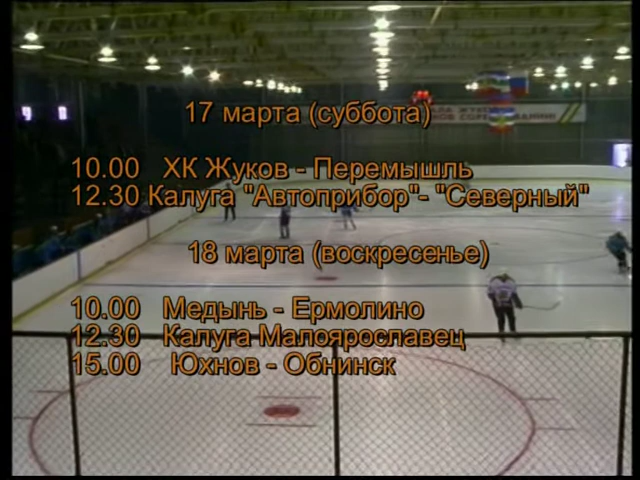 17 марта (суббота)
10.00 ХК Жуков - Перемышль
12.30 Калуга "Автоприбор"- "Северный"
18 марта (воскресенье)
10.00 Медынь - Ермолино
12.30 Калуга Малоярославец
15.00 Юхнов - Обнинск